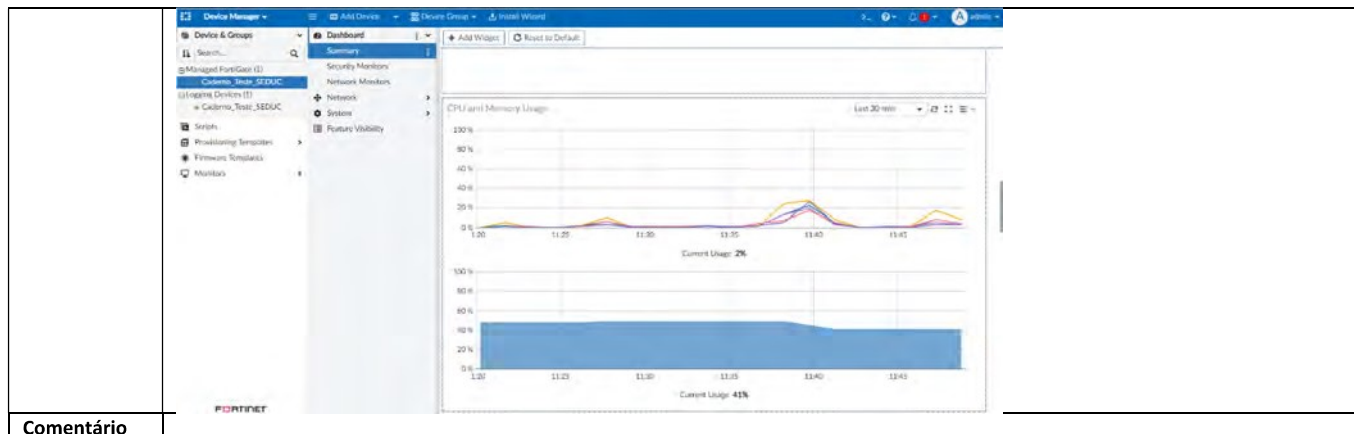 Device Manager
Add Device
Device Group
Install Wizard
admin
Device & Groups
Search...
Managed FortiGate (1)
Caderno_Teste_SEDUC
Logging Devices (1)
Caderno_Teste_SEDUC
Scripts
Provisioning Templates
Firmware Templates
Monitors
FORTINET
Dashboard
Summary
Security Monitors
Network Monitors
Network
System
Feature Visibility
+ Add Widget
Reset to Default
CPU and Memory Usage
Last 30 min
100 %
80 %
40 %
20 %
0 %
1:20
11:25
11:30
11:35
11:40
11:45
Current Usage: 2%
100 %
80 %
60 %
40 %
20 %
0 %
1:20
11:25
11:30
11:35
11:40
11:45
Current Usage: 41%
Comentário